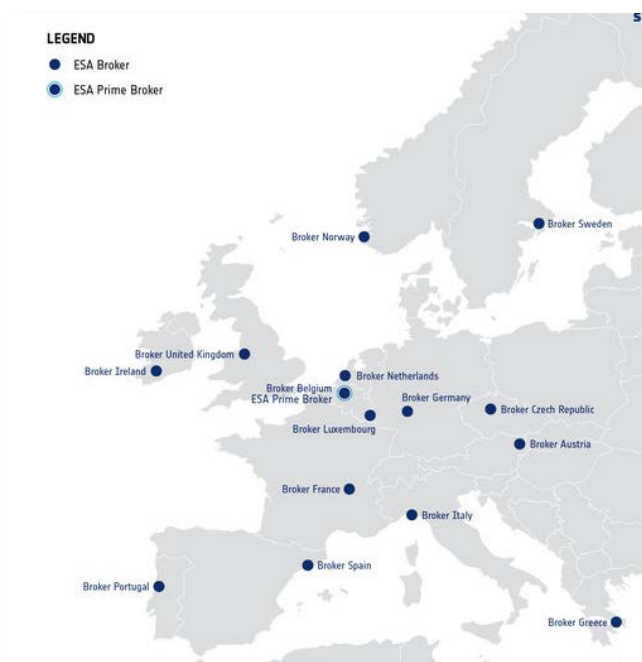 S
LEGEND
ESA Broker
ESA Prime Broker
Broker Sweden
Broker Norway
Broker United Kingdom
Broker Ireland
Broker Netherlands
Broker Belgium
ESA Prime Broker
Broker Germany
Broker Czech Republic
Broker Luxembourg
Broker Austria
Broker France
Broker Italy
Broker Spain
Broker Portugal
Broker Greece